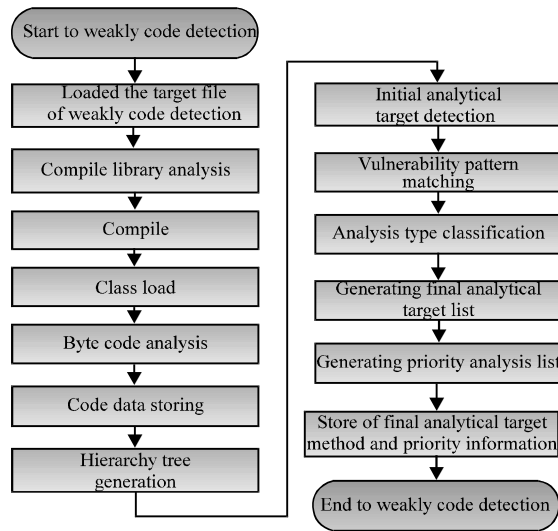 Start to weakly code detection
Loaded the target file
of weakly code detection
Compile library analysis
Compile
Class load
Byte code analysis
Code data storing
Hierarchy tree
generation
Initial analytical
target detection
Vulnerability pattern
matching
Analysis type classification
Generating final analytical
target list
Generating priority analysis list
Store of final analytical target
method and priority information
End to weakly code detection